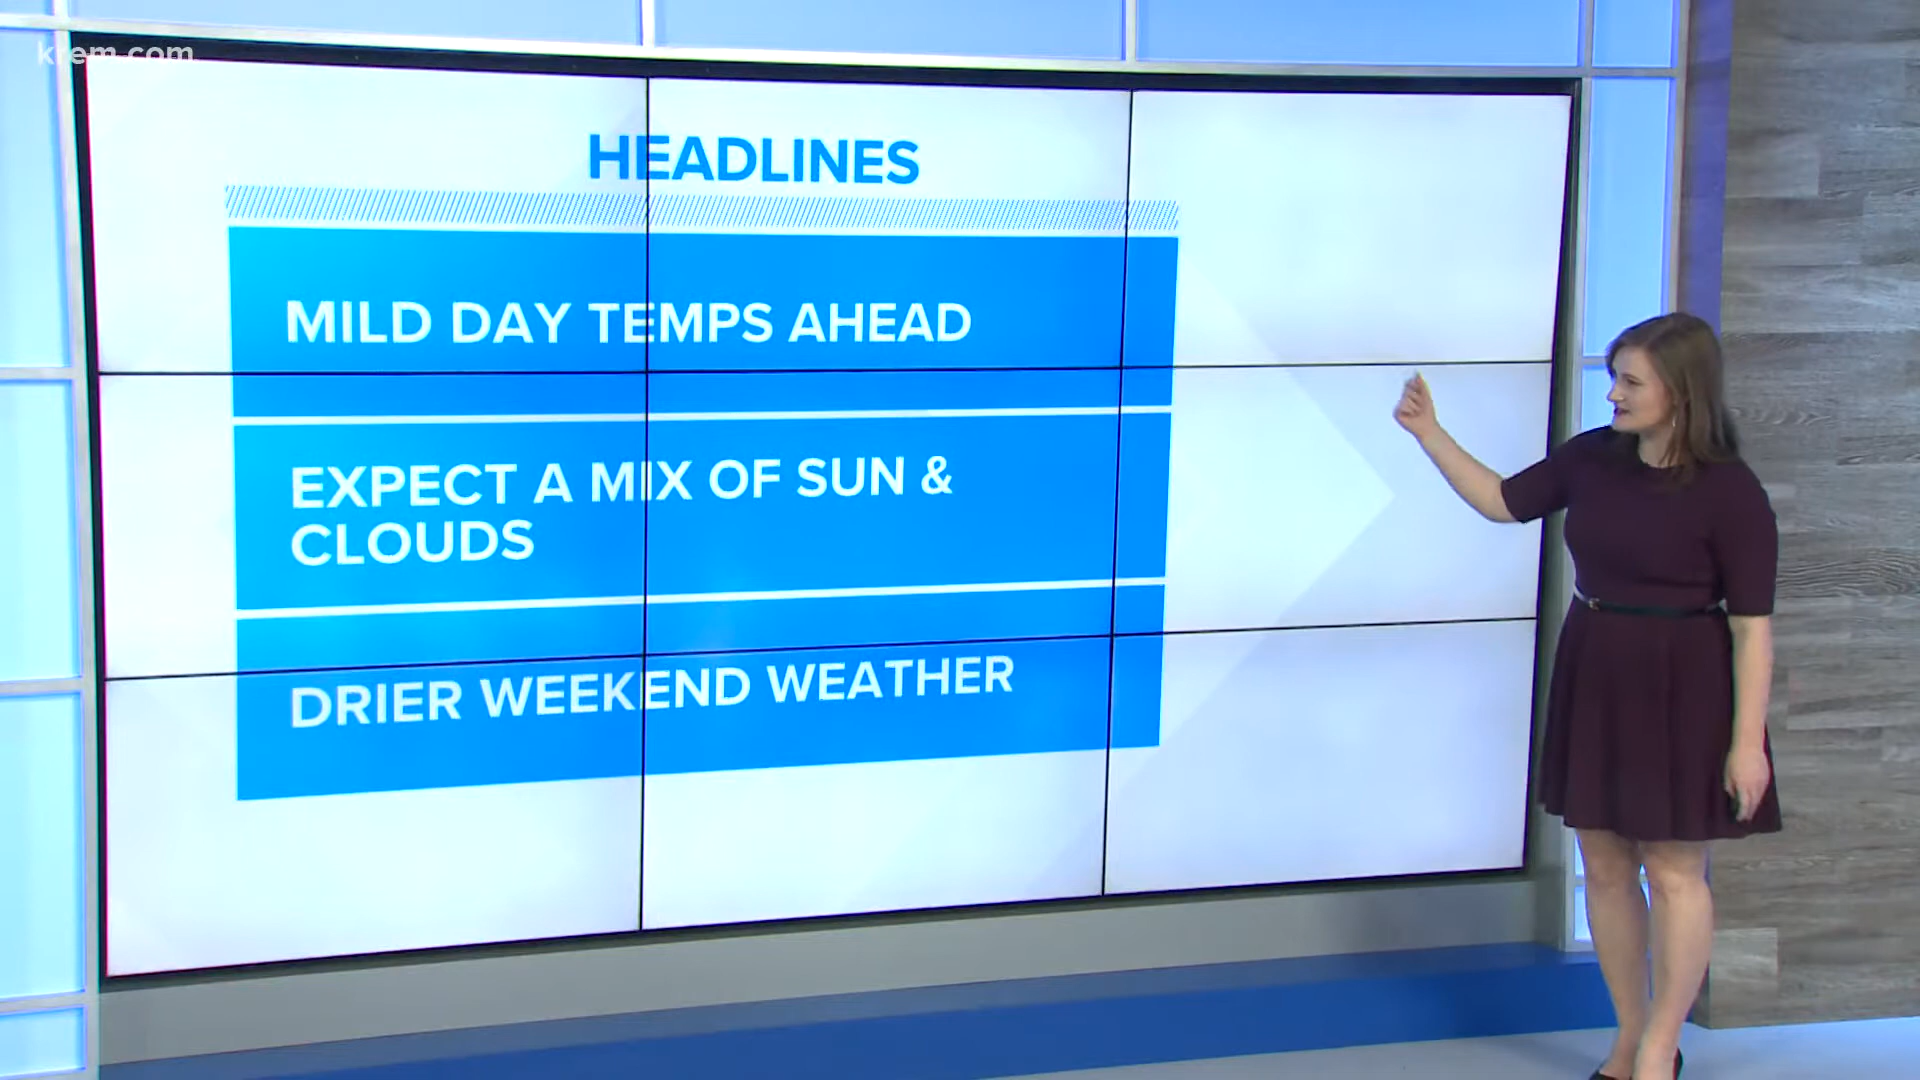 krem.com
HEADLINES
MILD DAY TEMPS AHEAD
EXPECT A MIX OF SUN &
CLOUDS
DRIER WEEKEND WEATHER